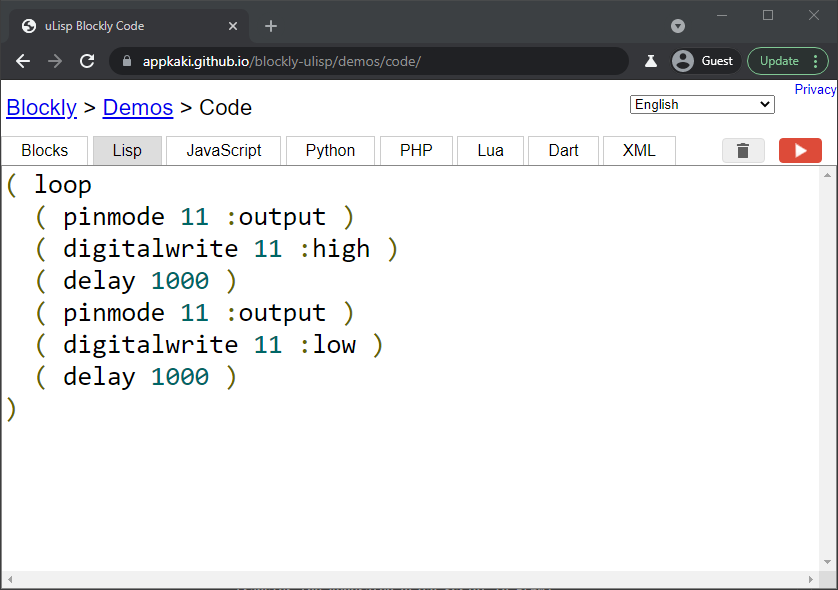 uLisp Blockly Code
appkaki.github.io/blockly-ulisp/demos/code/
Guest
Update
Privacy
Blockly > Demos > Code
English
Blocks
Lisp
JavaScript
Python
PHP
Lua
Dart
XML
( loop
  ( pinmode 11 :output )
  ( digitalwrite 11 :high )
  ( delay 1000 )
  ( pinmode 11 :output )
  ( digitalwrite 11 :low )
  ( delay 1000 )
)